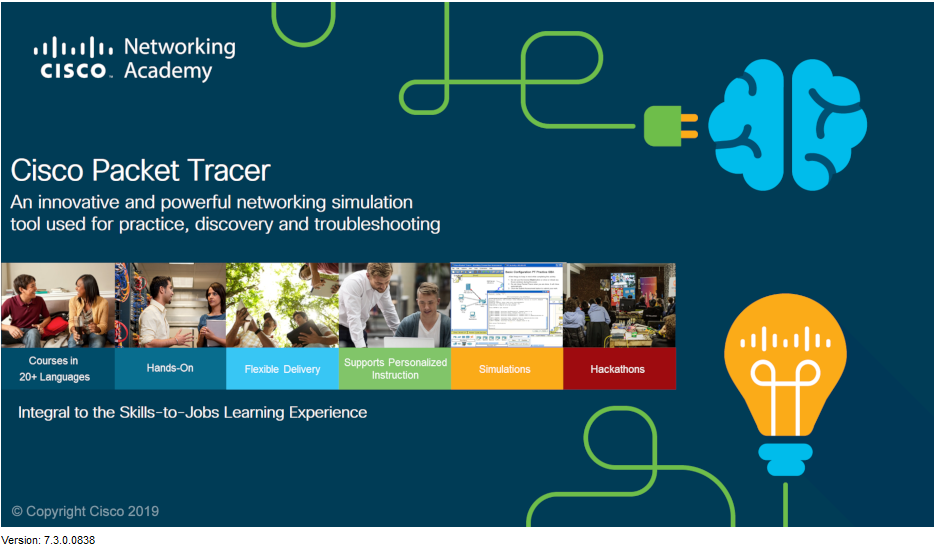 Networking
CISCO Academy
Cisco Packet Tracer
An innovative and powerful networking simulation
tool used for practice, discovery and troubleshooting
Courses in
20+ Languages
Hands-On
Flexible Delivery
Supports Personalized
Instruction
Simulations
Hackathons
Integral to the Skills-to-Jobs Learning Experience
© Copyright Cisco 2019
Version: 7.3.0.0838